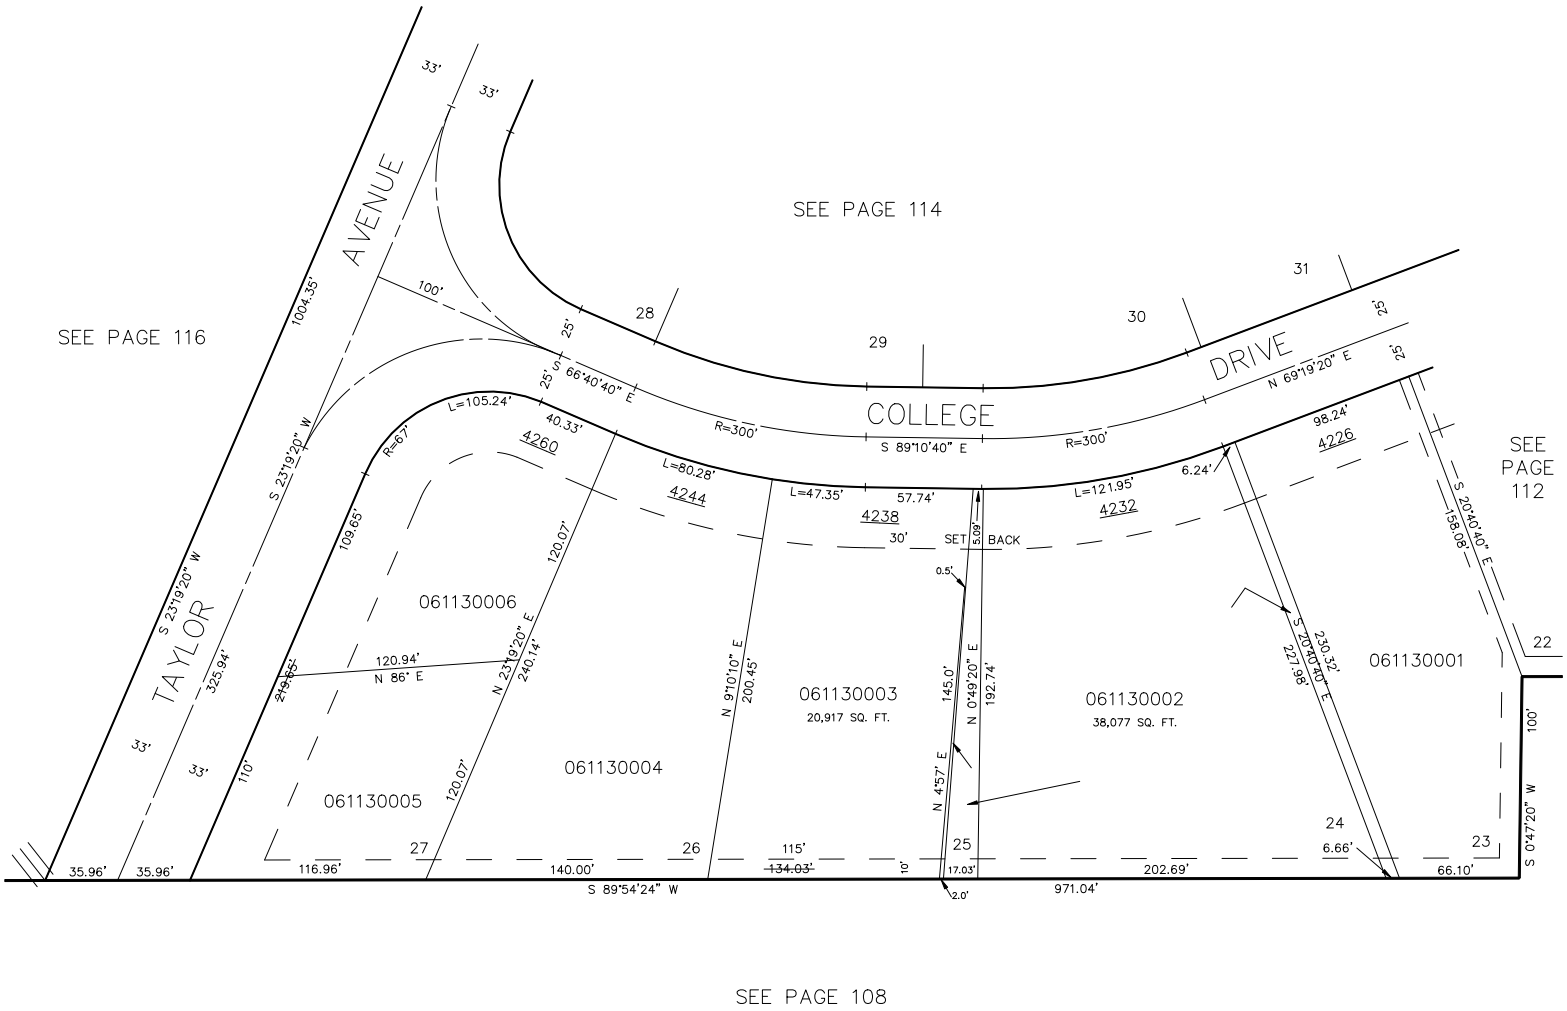 33'
33'
AVENUE
SEE PAGE 114
1004.35'
100'
31
28
30
29
25'
SEE PAGE 116
25'
25'
25'
S 66°40'40" E
DRIVE
N 69°19'20" E
COLLEGE
R=300'
S 89°10'40" E
R=300'
L=105.24'
R=67'
40.33'
4260
98.24'
4226
S 23°19'20" W
L=80.28'
4244
L=47.35'
57.74'
4238
L=121.95'
4232
6.24'
SEE
PAGE
112
S 20°40'40" E
158.08'
109.65'
120.07'
30'
SET BACK
5.09'
0.5'
S 23°19'20" W
TAYLOR
325.94'
219.65'
061130006
120.94'
N 86° E
N 23°19'20" E
240.14'
N 9°10'10" E
200.45'
061130003
20,917 SQ. FT.
145.0'
N 0°49'20" E
192.74'
061130002
38,077 SQ. FT.
230.32'
S 20°40'40" E
227.98'
061130001
22
100'
33'
33'
110'
061130004
120.07'
061130005
N 4°57' E
S 0°47'20" W
27
26
115'
25
24
23
6.66'
35.96'
35.96'
116.96'
140.00'
134.03'
10'
17.03'
202.69'
66.10'
S 89°54'24" W
2.0'
971.04'
SEE PAGE 108